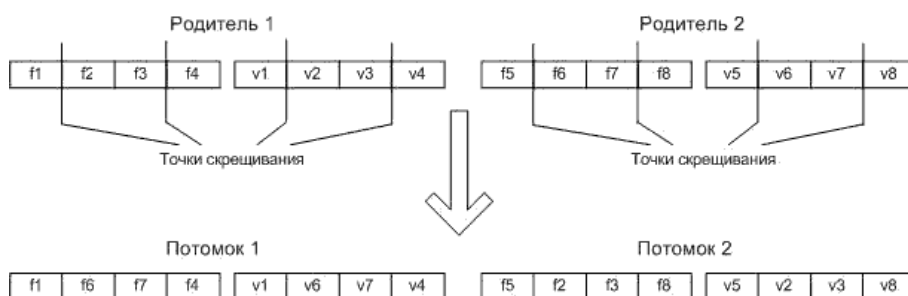 Родитель 1 Родитель 2
f1 f2 f3 f4 v1 v2 v3 v4 f5 f6 f7 f8 v5 v6 v7 v8
Точки скрещивания Точки скрещивания
Потомок 1 Потомок 2
f1 f6 f7 f4 v1 v6 v7 v4 f5 f2 f3 f8 v5 v2 v3 v8